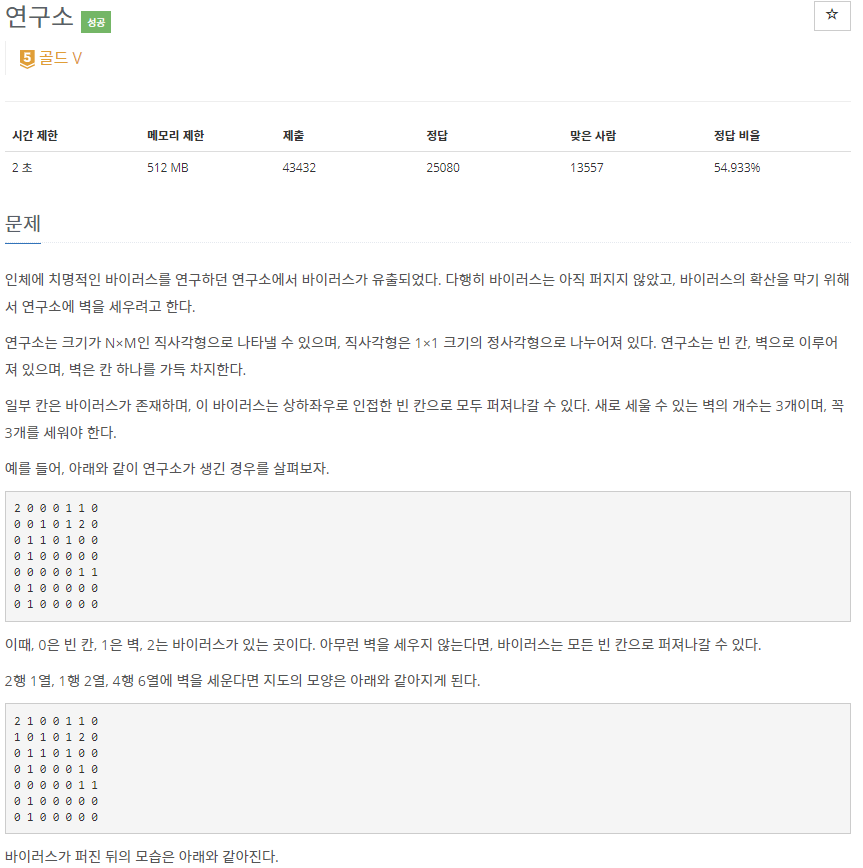 연구소 성공
5 골드 V
시간 제한 메모리 제한 제출 정답 맞은 사람 정답 비율
2 초 512 MB 43432 25080 13557 54.933%
문제
인체에 치명적인 바이러스를 연구하던 연구소에서 바이러스가 유출되었다. 다행히 바이러스는 아직 퍼지지 않았고, 바이러스의 확산을 막기 위해
서 연구소에 벽을 세우려고 한다.
연구소는 크기가 N×M인 직사각형으로 나타낼 수 있으며, 직사각형은 1×1 크기의 정사각형으로 나누어져 있다. 연구소는 빈 칸, 벽으로 이루어
져 있으며, 벽은 칸 하나를 가득 차지한다.
일부 칸은 바이러스가 존재하며, 이 바이러스는 상하좌우로 인접한 빈 칸으로 모두 퍼져나갈 수 있다. 새로 세울 수 있는 벽의 개수는 3개이며, 꼭
3개를 세워야 한다.
예를 들어, 아래와 같이 연구소가 생긴 경우를 살펴보자.
2 0 0 0 1 1 0
0 0 1 0 1 2 0
0 1 1 0 1 0 0
0 1 0 0 0 0 0
0 0 0 0 0 1 1
0 1 0 0 0 0 0
0 1 0 0 0 0 0
이때, 0은 빈 칸, 1은 벽, 2는 바이러스가 있는 곳이다. 아무런 벽을 세우지 않는다면, 바이러스는 모든 빈 칸으로 퍼져나갈 수 있다.
2행 1열, 1행 2열, 4행 6열에 벽을 세운다면 지도의 모양은 아래와 같아지게 된다.
2 1 0 0 1 1 0
1 0 1 0 1 2 0
0 1 1 0 1 0 0
0 1 0 0 0 1 0
0 0 0 0 0 1 1
0 1 0 0 0 0 0
0 1 0 0 0 0 0
바이러스가 퍼진 뒤의 모습은 아래와 같아진다.